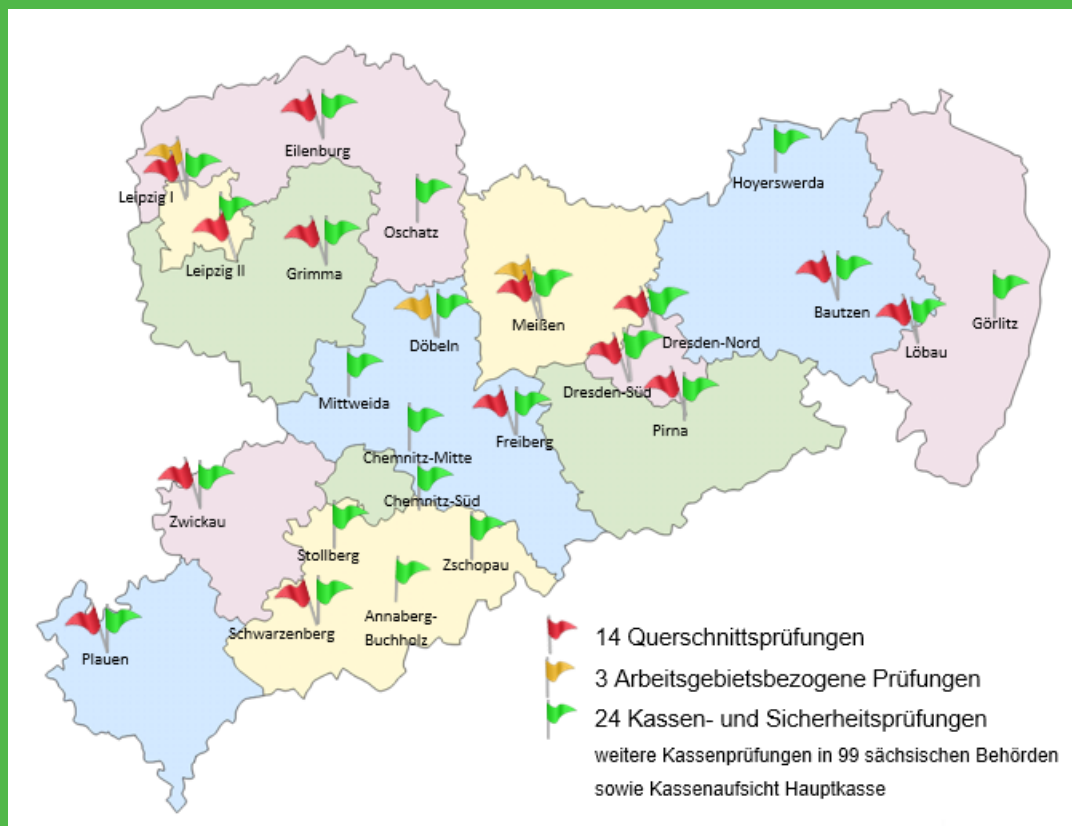 Eilenburg
Hoyerswerda
Leipzig I
Oschatz
Leipzig II
Grimma
Bautzen
Meißen
Görlitz
Döbeln
Dresden-Nord
Löbau
Dresden-Süd
Mittweida
Pirna
Freiberg
Chemnitz-Mitte
Chemnitz-Süd
Zwickau
Stollberg
Zschopau
Annaberg-
Buchholz
Schwarzenberg
Plauen
14 Querschnittsprüfungen
3 Arbeitsgebietsbezogene Prüfungen
24 Kassen- und Sicherheitsprüfungen
weitere Kassenprüfungen in 99 sächsischen Behörden
sowie Kassenaufsicht Hauptkasse